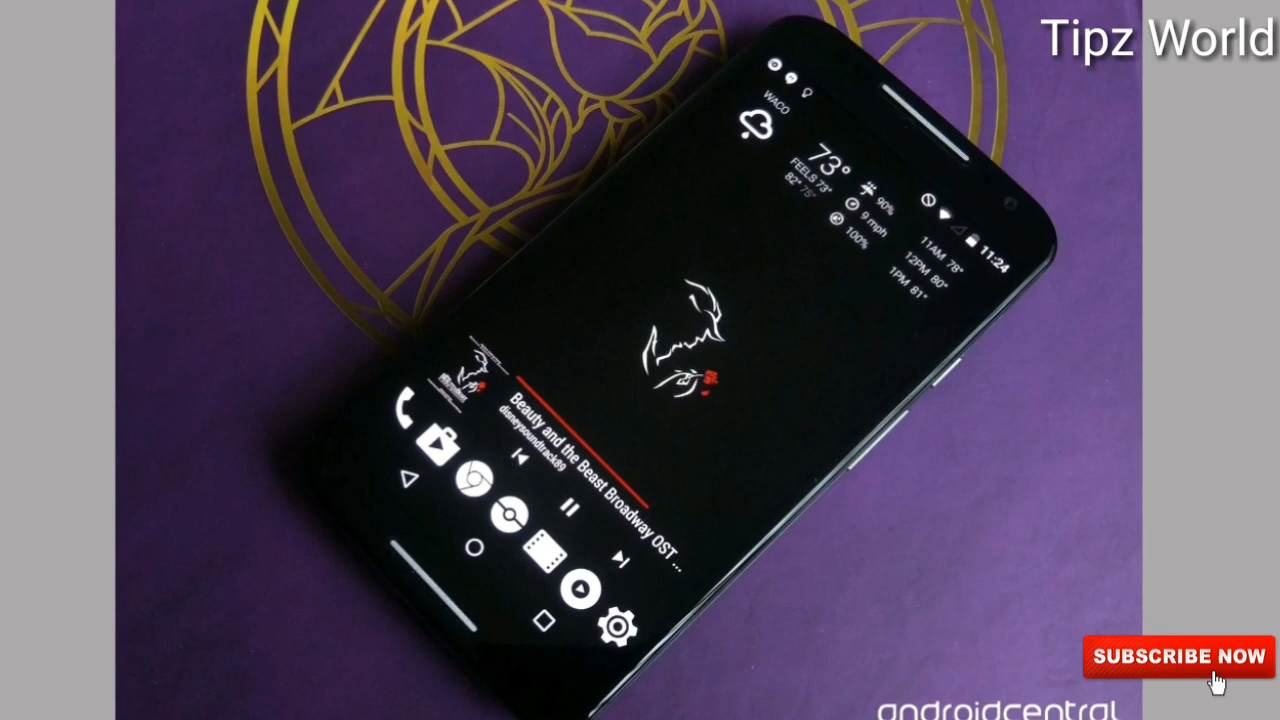 Tipz World
WACO
73°
FEELS 73°
82° 75°
90%
9 mph
100%
11:24
11AM 78°
12PM 80°
1PM 81°
Beauty and the Beast Broadway OST ...
disneysoundtrack89
SUBSCRIBE NOW
androidcentral